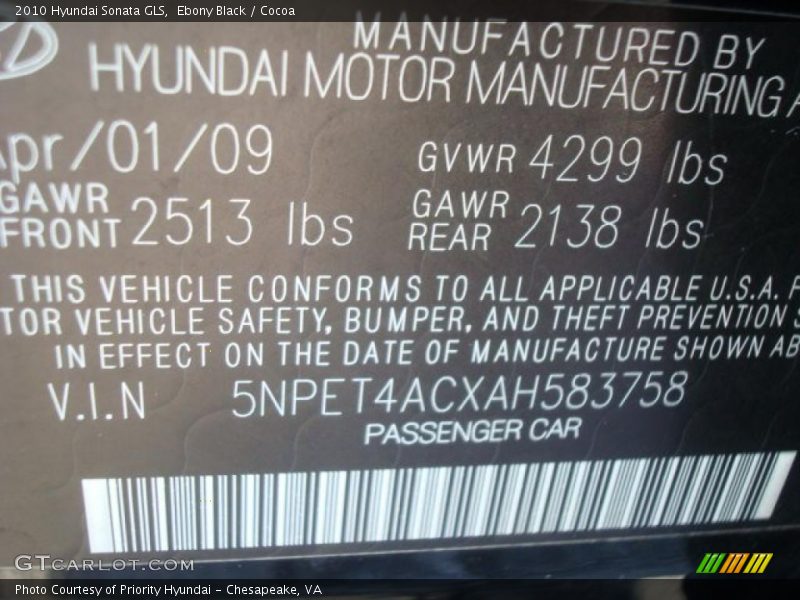 2010 Hyundai Sonata GLS, Ebony Black / Cocoa
MANUFACTURED BY
HYUNDAI MOTOR MANUFACTURING A
Apr/01/09 GVWR 4299 lbs
GAWR FRONT 2513 lbs GAWR REAR 2138 lbs
THIS VEHICLE CONFORMS TO ALL APPLICABLE U.S.A. F
TOR VEHICLE SAFETY, BUMPER, AND THEFT PREVENTION S
IN EFFECT ON THE DATE OF MANUFACTURE SHOWN AB
V.I.N 5NPET4ACXAH583758
PASSENGER CAR
GTCARLOT.COM
Photo Courtesy of Priority Hyundai - Chesapeake, VA